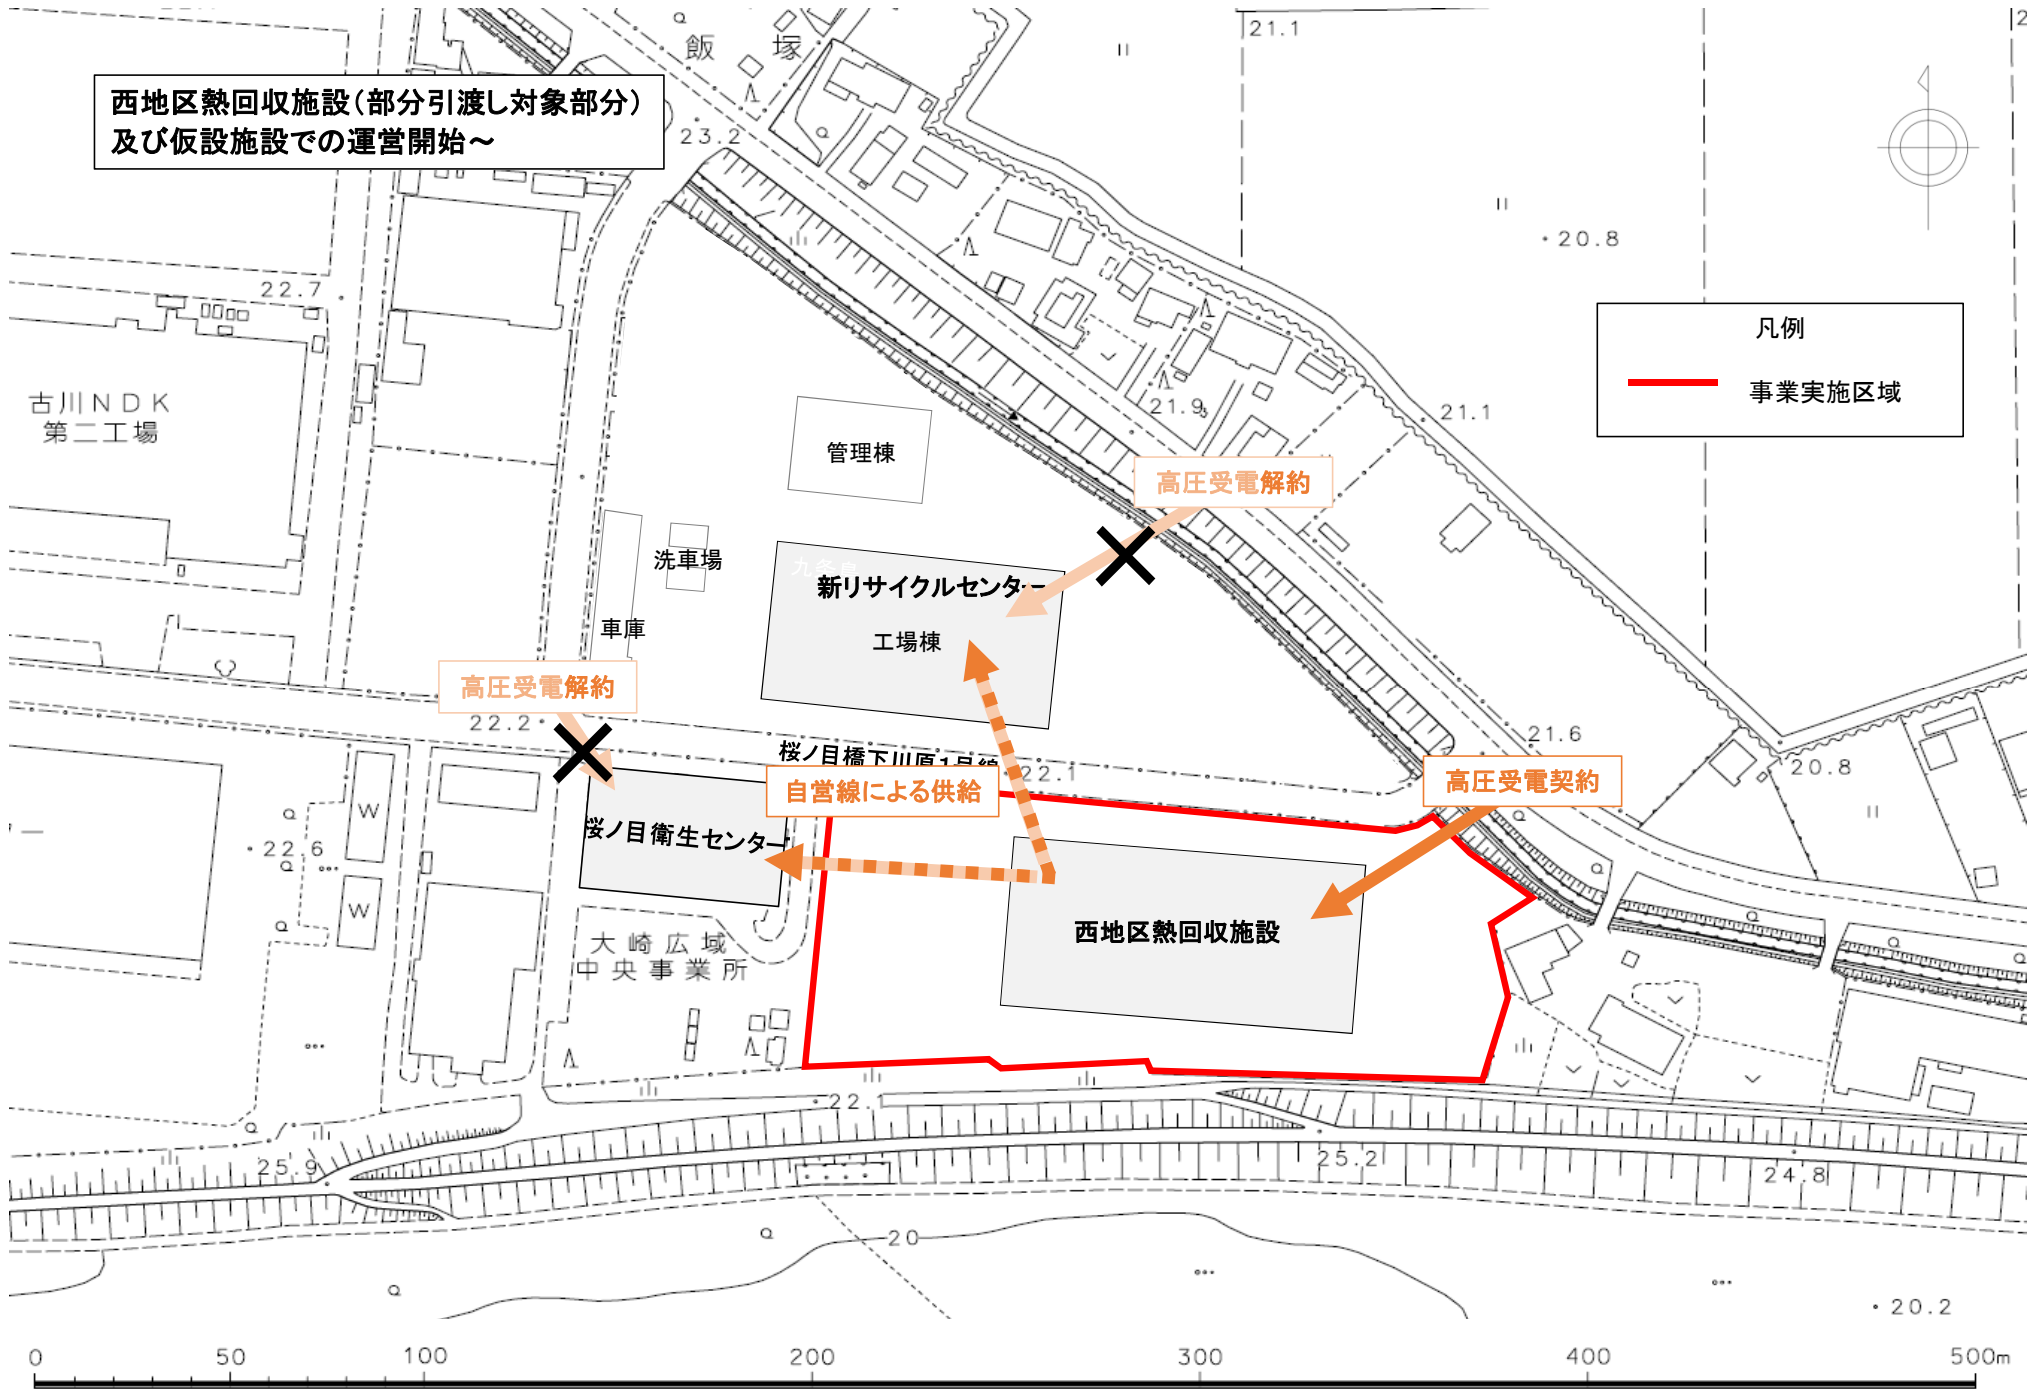 飯塚
21.1
西地区熱回収施設(部分引渡し対象部分)
及び仮設施設での運営開始～
23.2
20.8
22.7
凡例
事業実施区域
古川NDK
第二工場
21.9
21.1
管理棟
高圧受電解約
洗車場
新リサイクルセンター
車庫
工場棟
高圧受電解約
22.2
21.6
桜ノ目橋下川原1号線
22.1
20.8
自営線による供給
高圧受電契約
W
桜ノ目衛生センター
22.6
W
西地区熱回収施設
大崎広域
中央事業所
22.1
25.9
25.2
24.8
20
20.2
0 50 100 200 300 400 500m